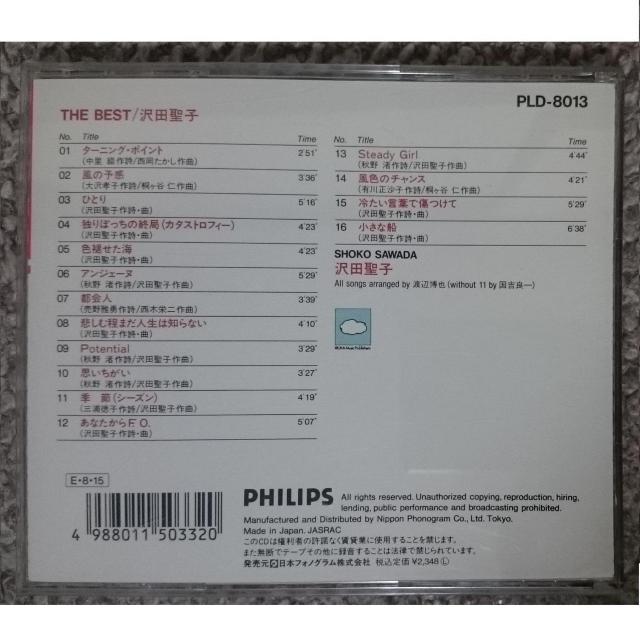 THE BEST/沢田聖子
PLD-8013
No. Title Time
01 ターニング・ポイント 2'51"
(中里 綴作詩/西岡たかし作曲)
02 風の予感 3'36"
(大沢孝子作詩/桐ヶ谷 仁作曲)
03 ひとり 5'16"
(沢田聖子作詩・曲)
04 独りぼっちの終局(カタストロフィー) 4'23"
(沢田聖子作詩・曲)
05 色褪せた海 4'23"
(沢田聖子作詩・曲)
06 アンジェーヌ 5'29"
(秋野 渚作詩/沢田聖子作曲)
07 都会人 3'39"
(売野雅勇作詩/西木栄二作曲)
08 悲しむ程まだ人生は知らない 4'10"
(沢田聖子作詩・曲)
09 Potential 3'29"
(秋野 渚作詩/沢田聖子作曲)
10 思いちがい 3'27"
(秋野 渚作詩/沢田聖子作曲)
11 季 節(シーズン) 4'19"
(三浦徳子作詩/沢田聖子作曲)
12 あなたからF.O. 5'07"
(沢田聖子作詩・曲)
No. Title Time
13 Steady Girl 4'44"
(秋野 渚作詩/沢田聖子作曲)
14 風色のチャンス 4'21"
(有川正沙子作詩/桐ヶ谷 仁作曲)
15 冷たい言葉で傷つけて 5'29"
(沢田聖子作詩・曲)
16 小さな船 6'38"
(沢田聖子作詩・曲)
SHOKO SAWADA
沢田聖子
All songs arranged by 渡辺博也 (without 11 by 国吉良一)
E・8・15
4 988011 503320
PHILIPS
All rights reserved. Unauthorized copying, reproduction, hiring,
lending, public performance and broadcasting prohibited.
Manufactured and Distributed by Nippon Phonogram Co., Ltd. Tokyo.
Made in Japan. JASRAC
このCDは権利者の許諾なく賃貸業に使用することを禁じます。
また無断でテープその他に録音することは法律で禁じられています。
発売元 日本フォノグラム株式会社 税込定価 ¥2,348 Ⓛ